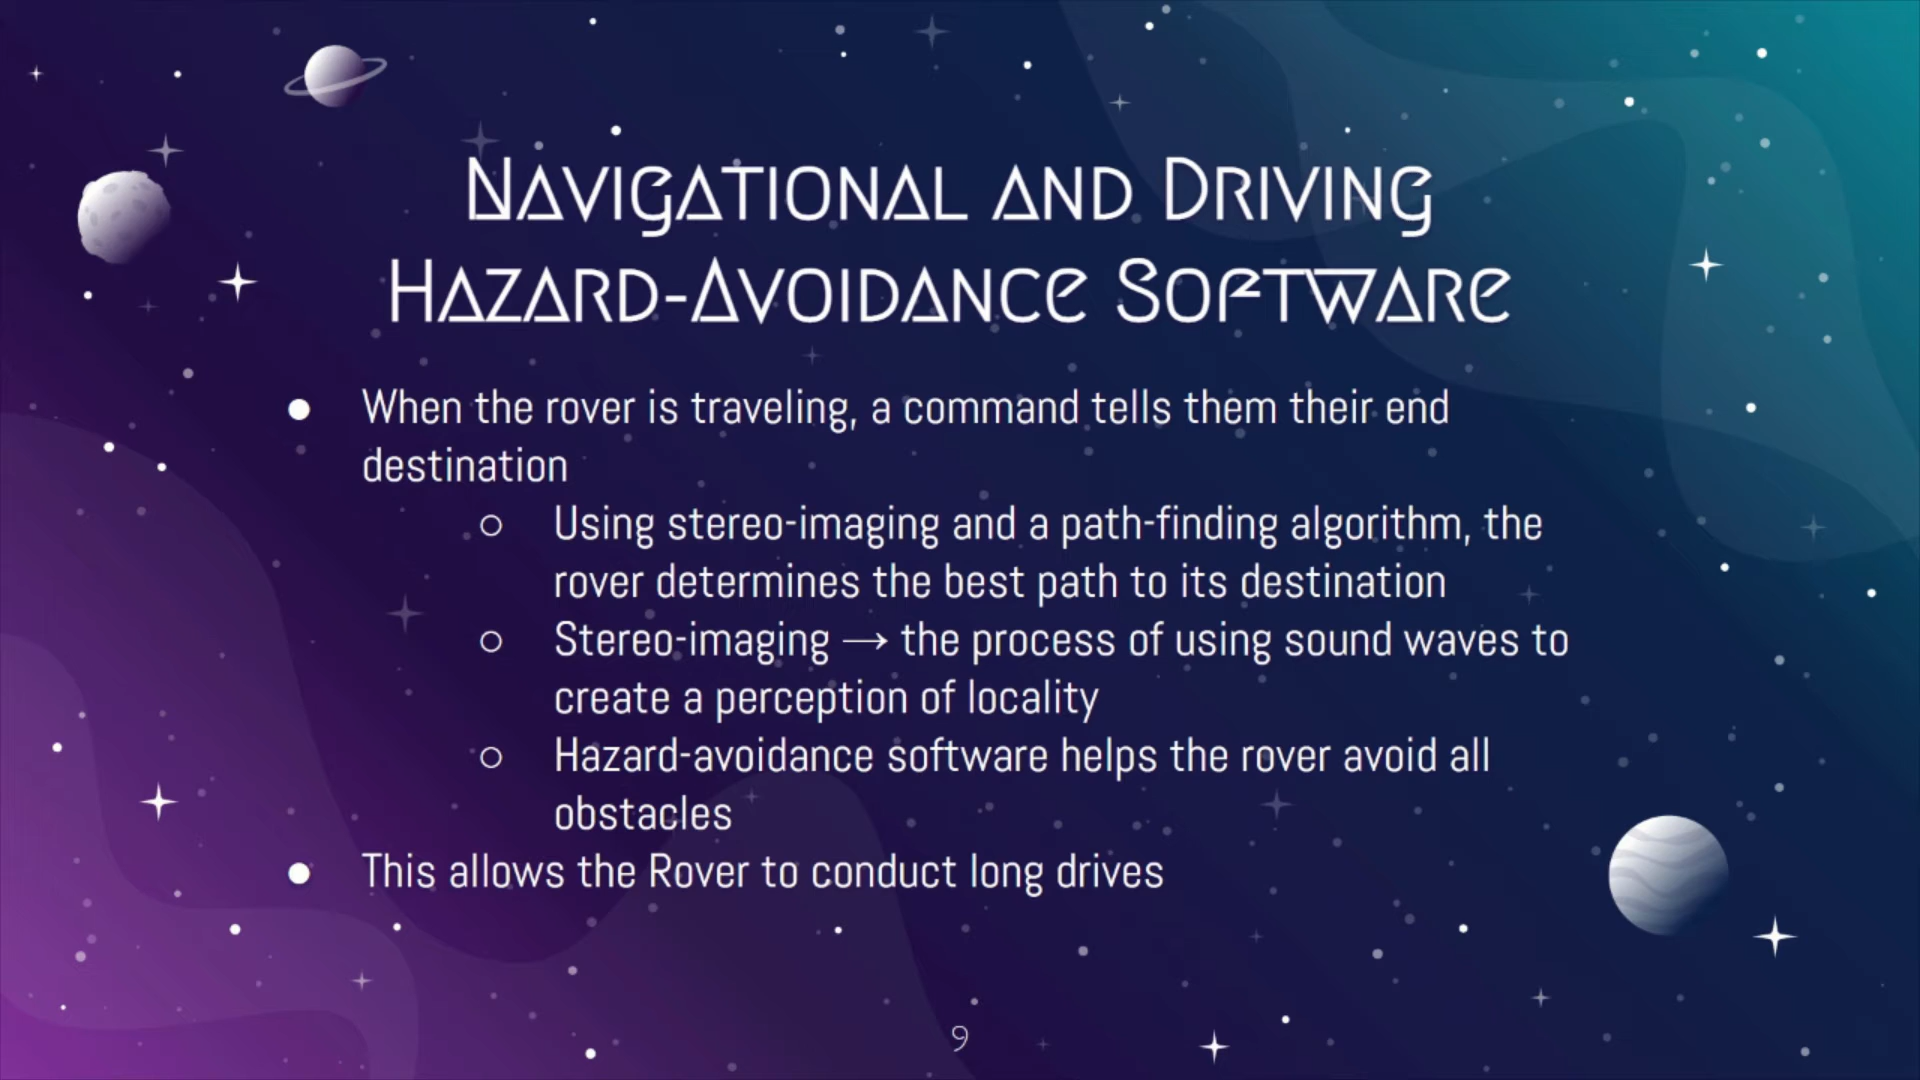 Navigational and Driving
Hazard-Avoidance Software
● When the rover is traveling, a command tells them their end
destination
○ Using stereo-imaging and a path-finding algorithm, the
rover determines the best path to its destination
○ Stereo-imaging → the process of using sound waves to
create a perception of locality
○ Hazard-avoidance software helps the rover avoid all
obstacles
● This allows the Rover to conduct long drives
9